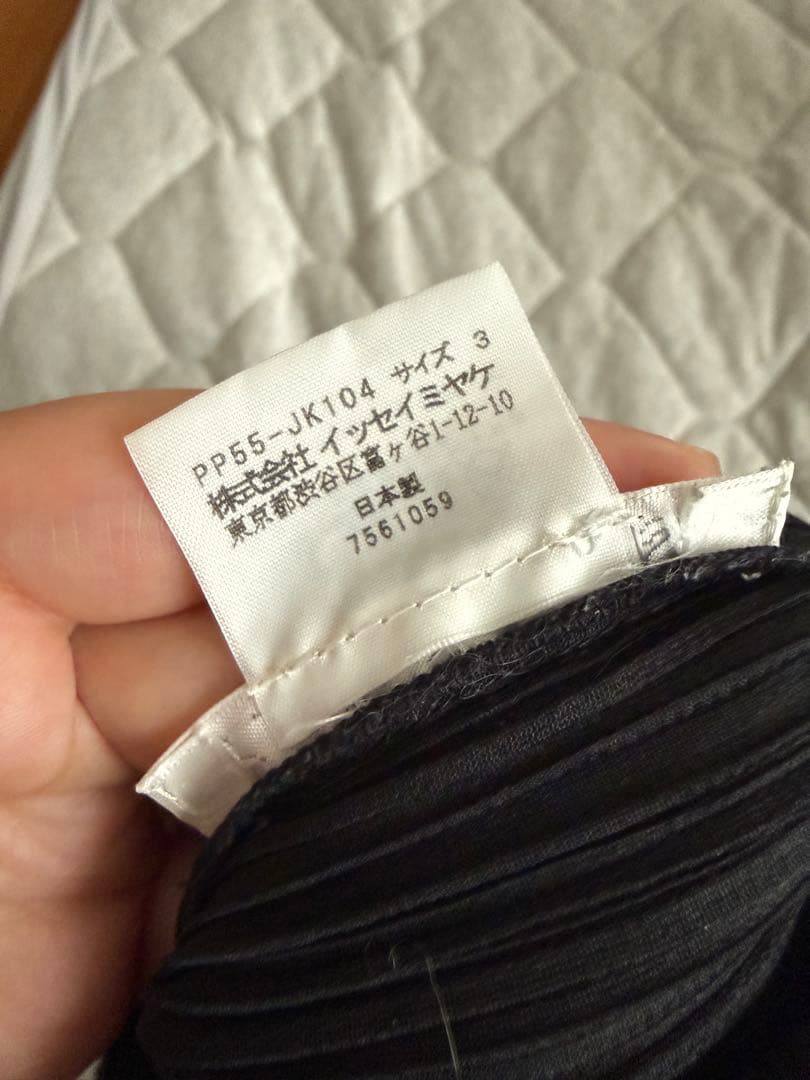 PP55-JK104 サイズ 3
株式会社 イッセイミヤケ
東京都渋谷区富ヶ谷1-12-10
日本製
7561059